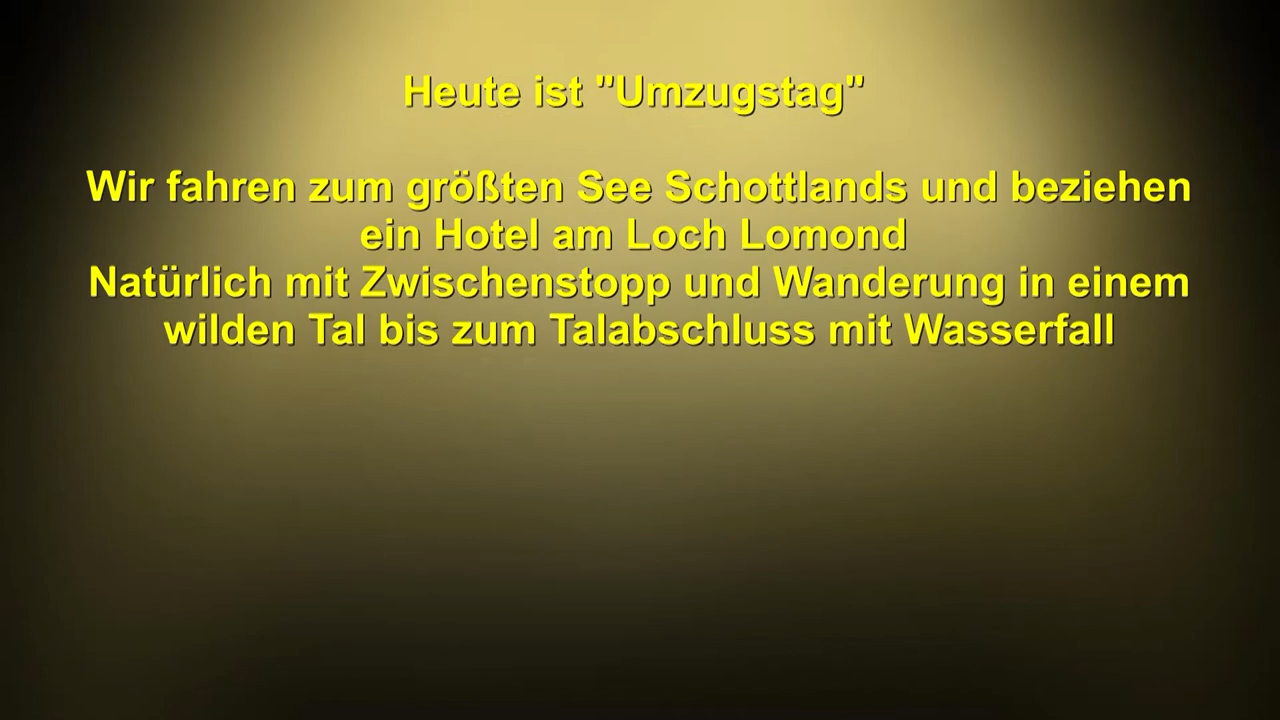 Heute ist "Umzugstag"
Wir fahren zum größten See Schottlands und beziehen
ein Hotel am Loch Lomond
Natürlich mit Zwischenstopp und Wanderung in einem
wilden Tal bis zum Talabschluss mit Wasserfall